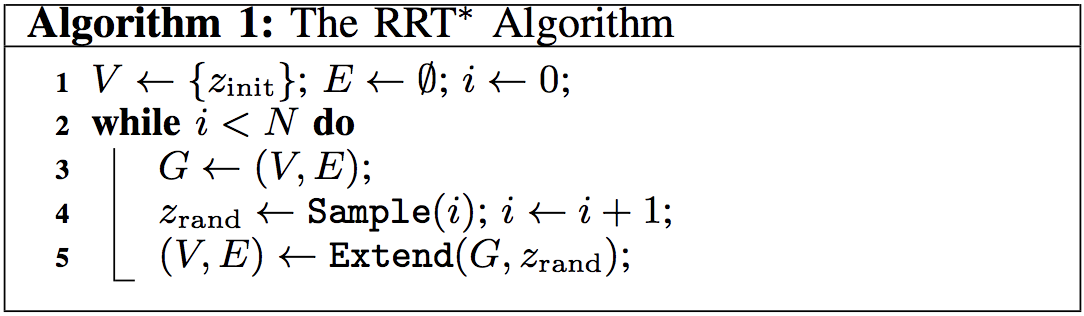 Algorithm 1: The RRT* Algorithm
1 V ← {z_init}; E ← ∅; i ← 0;
2 while i < N do
3 G ← (V, E);
4 z_rand ← Sample(i); i ← i + 1;
5 (V, E) ← Extend(G, z_rand);